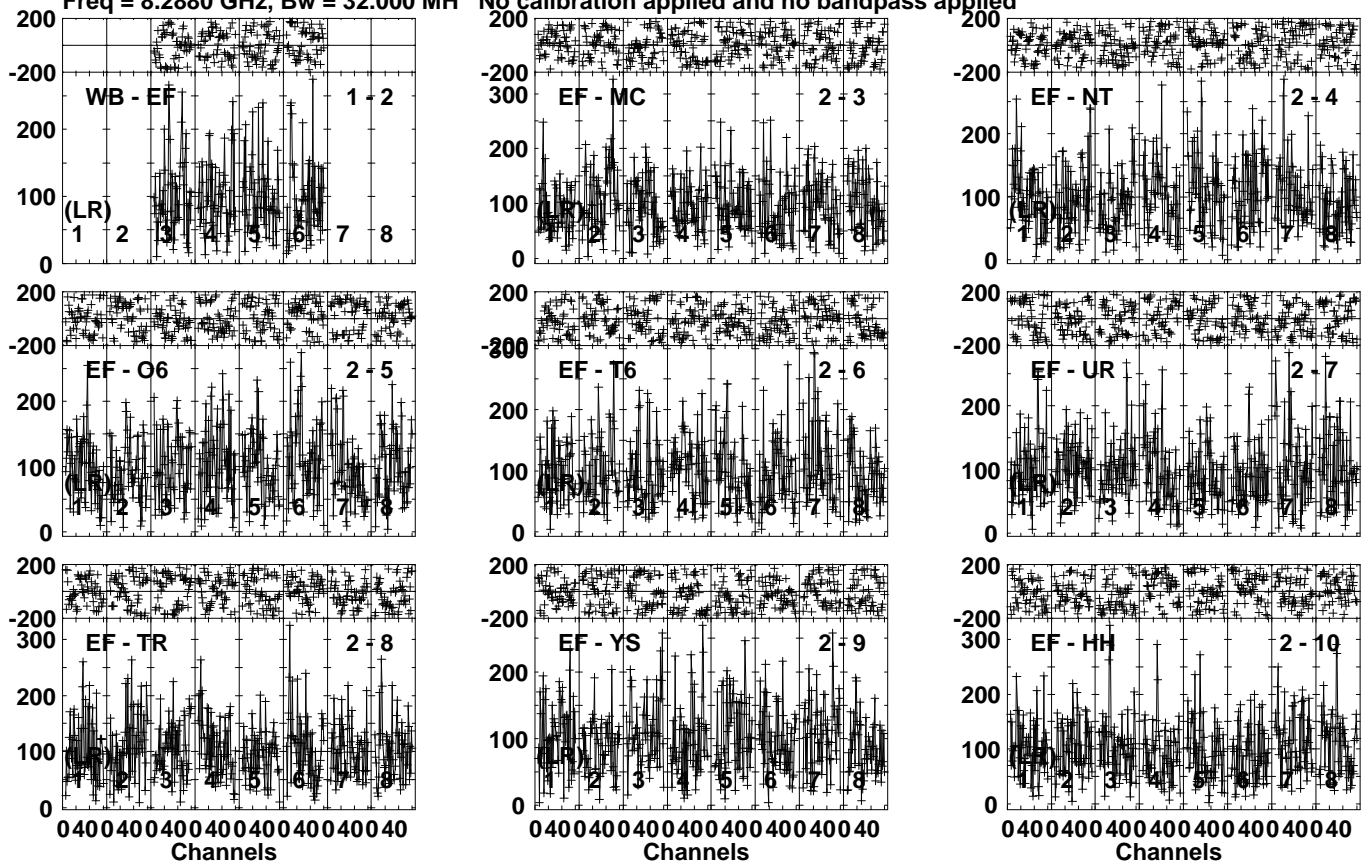 Freq = 8.2880 GHz, Bw = 32.000 MH No calibration applied and no bandpass applied
200
-200
WB - EF 1 - 2
200
100
0
(LR)
1 2 3 4 5 6 7 8
200
-200
EF - MC 2 - 3
300
200
100
0
(LR)
1 2 3 4 5 6 7 8
200
-200
EF - NT 2 - 4
200
100
0
(LR)
1 2 3 4 5 6 7 8
200
-200
EF - O6 2 - 5
200
100
0
(LR)
1 2 3 4 5 6 7 8
200
-200
300
EF - T6 2 - 6
200
100
0
(LR)
1 2 3 4 5 6 7 8
200
-200
EF - UR 2 - 7
200
100
0
(LR)
1 2 3 4 5 6 7 8
200
-200
300
EF - TR 2 - 8
200
100
0
(LR)
1 2 3 4 5 6 7 8
0 40 0 40 0 40 0 40 0 40 0 40 0 40 0 40
Channels
200
-200
EF - YS 2 - 9
200
100
0
(LR)
1 2 3 4 5 6 7 8
0 40 0 40 0 40 0 40 0 40 0 40 0 40 0 40
Channels
200
-200
300
EF - HH 2 - 10
200
100
0
(LR)
1 2 3 4 5 6 7 8
0 40 0 40 0 40 0 40 0 40 0 40 0 40 0 40
Channels